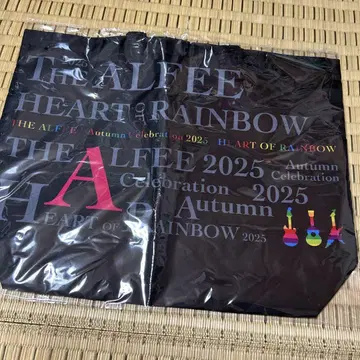 THE ALFEE
HEART OF RAINBOW
THE ALFEE Autumn Celebration 2025 HEART OF RAINBOW
THE ALFEE 2025 Autumn Celebration
A Celebration 2025
Autumn
HEART OF RAINBOW 2025